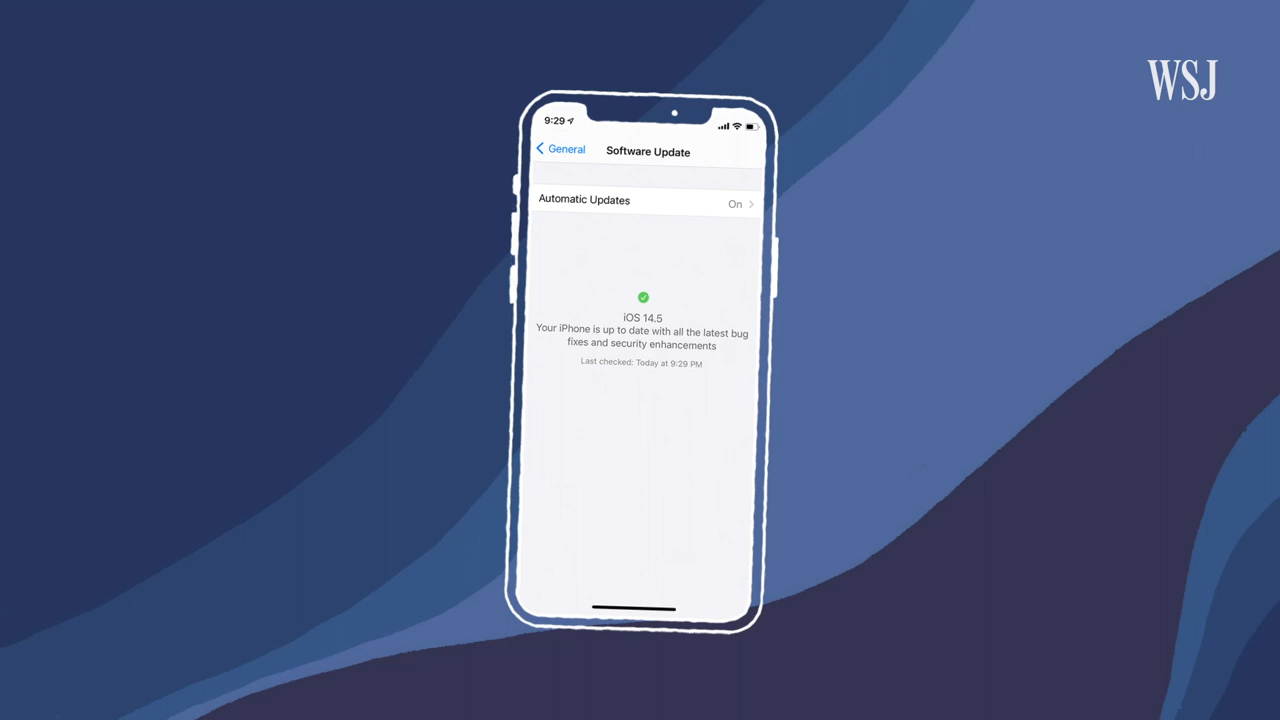 WSJ
9:29
General
Software Update
Automatic Updates
On
iOS 14.5
Your iPhone is up to date with all the latest bug
fixes and security enhancements
Last checked: Today at 9:29 PM